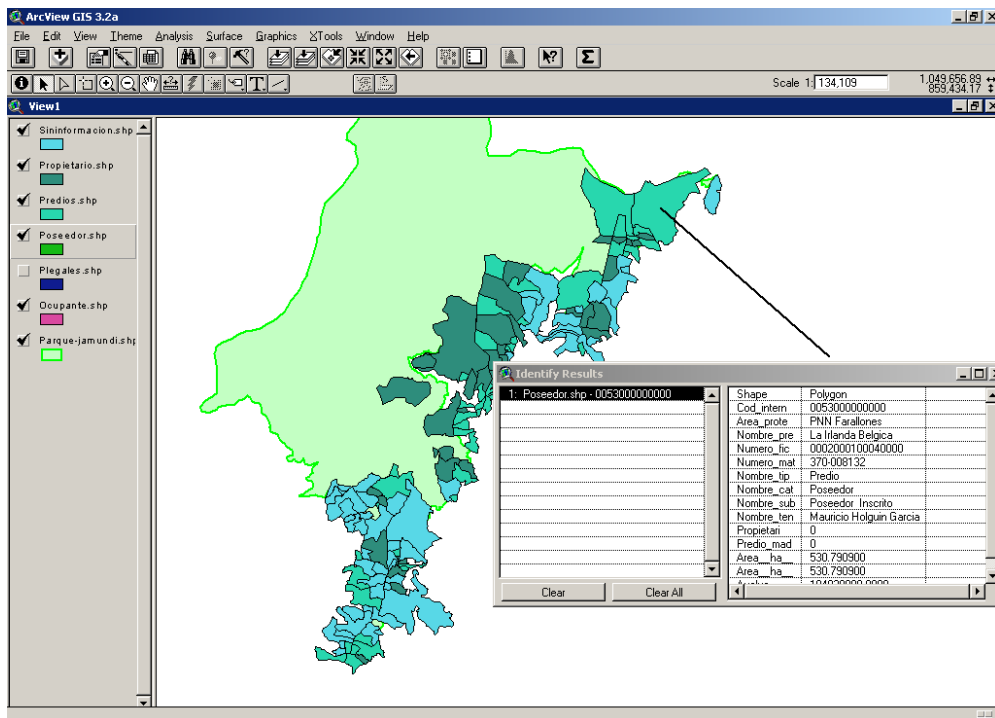 ArcView GIS 3.2a
File Edit View Theme Analysis Surface Graphics XTools Window Help
Scale 1: 134,109
1,049,656.89
859,434.17
View1
Sininformacion.shp
Propietario.shp
Predios.shp
Poseedor.shp
Plegales.shp
Ocupante.shp
Parque-jamundi.shp
Identify Results
1: Poseedor.shp - 0053000000000
Shape Polygon
Cod_intern 0053000000000
Area_prote PNN Farallones
Nombre_pre La Irlanda Belgica
Numero_fic 0002000100040000
Numero_mat 370-008132
Nombre_tip Predio
Nombre_cat Poseedor
Nombre_sub Poseedor Inscrito
Nombre_ten Mauricio Holguin Garcia
Propietari 0
Predio_mad 0
Area__ha__ 530.790900
Area__ha__ 530.790900
Clear Clear All